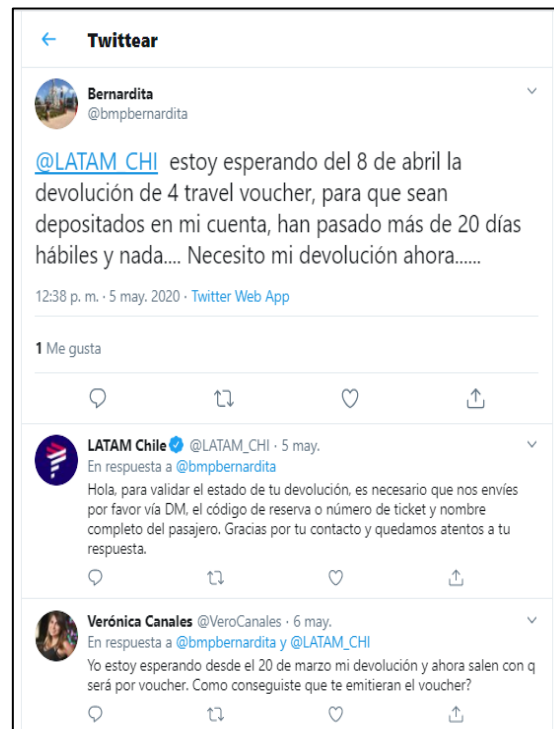 Twittear
Bernardita
@bmpbernardita
@LATAM_CHI estoy esperando del 8 de abril la
devolución de 4 travel voucher, para que sean
depositados en mi cuenta, han pasado más de 20 días
hábiles y nada.... Necesito mi devolución ahora......
12:38 p. m. · 5 may. 2020 · Twitter Web App
1 Me gusta
LATAM Chile @LATAM_CHI · 5 may.
En respuesta a @bmpbernardita
Hola, para validar el estado de tu devolución, es necesario que nos envíes
por favor vía DM, el código de reserva o número de ticket y nombre
completo del pasajero. Gracias por tu contacto y quedamos atentos a tu
respuesta.
Verónica Canales @VeroCanales · 6 may.
En respuesta a @bmpbernardita y @LATAM_CHI
Yo estoy esperando desde el 20 de marzo mi devolución y ahora salen con q
será por voucher. Como conseguiste que te emitieran el voucher?